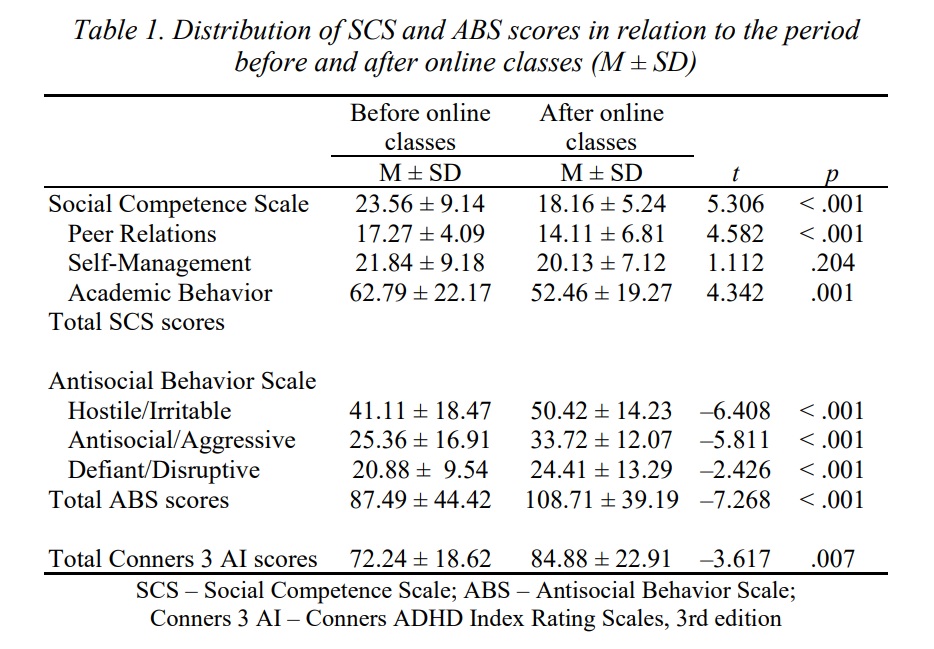 Table 1. Distribution of SCS and ABS scores in relation to the period
before and after online classes (M ± SD)
Before online classes After online classes
M ± SD M ± SD t p
Social Competence Scale 23.56 ± 9.14 18.16 ± 5.24 5.306 < .001
Peer Relations 17.27 ± 4.09 14.11 ± 6.81 4.582 < .001
Self-Management 21.84 ± 9.18 20.13 ± 7.12 1.112 .204
Academic Behavior 62.79 ± 22.17 52.46 ± 19.27 4.342 .001
Total SCS scores
Antisocial Behavior Scale
Hostile/Irritable 41.11 ± 18.47 50.42 ± 14.23 –6.408 < .001
Antisocial/Aggressive 25.36 ± 16.91 33.72 ± 12.07 –5.811 < .001
Defiant/Disruptive 20.88 ± 9.54 24.41 ± 13.29 –2.426 < .001
Total ABS scores 87.49 ± 44.42 108.71 ± 39.19 –7.268 < .001
Total Conners 3 AI scores 72.24 ± 18.62 84.88 ± 22.91 –3.617 .007
SCS – Social Competence Scale; ABS – Antisocial Behavior Scale;
Conners 3 AI – Conners ADHD Index Rating Scales, 3rd edition